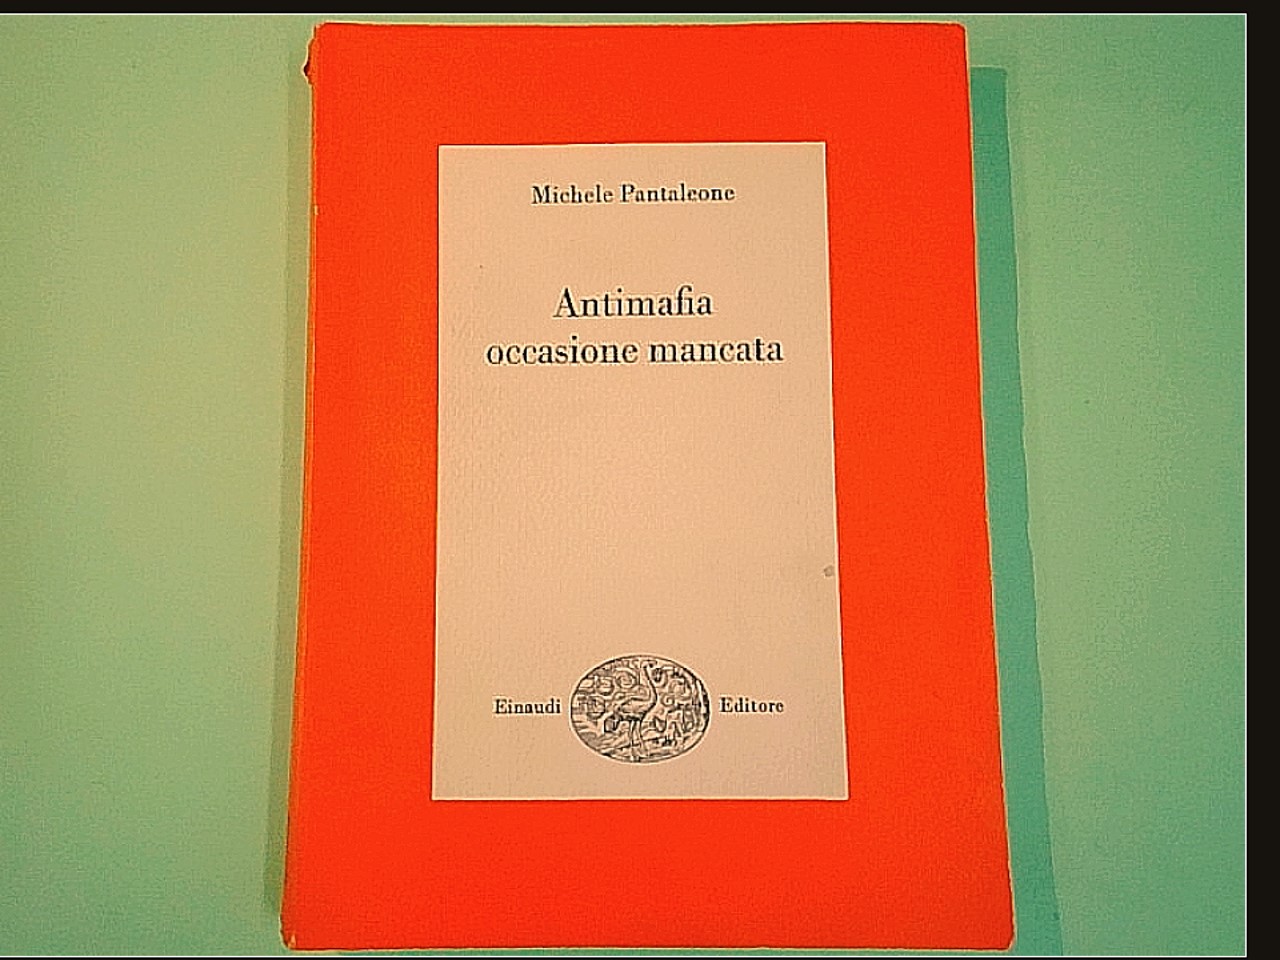 Michele Pantaleone
Antimafia
occasione mancata
Einaudi Editore